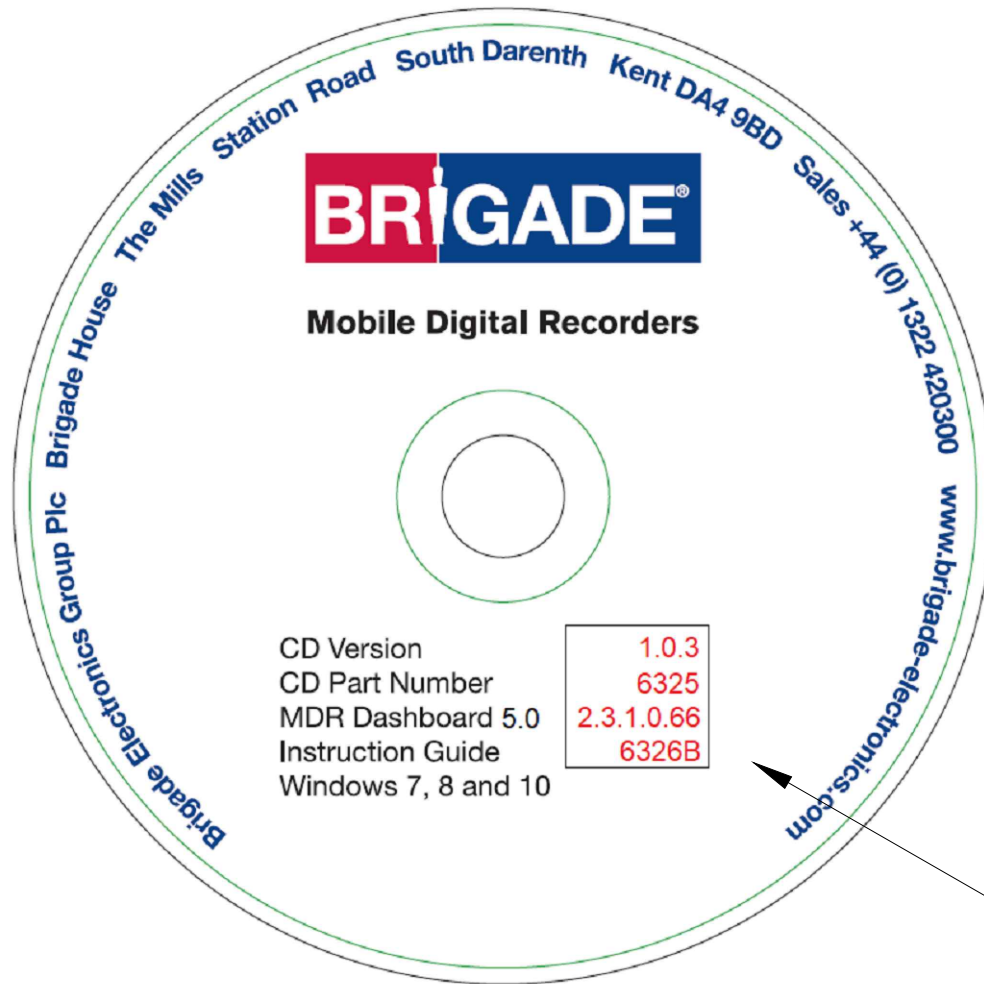 Brigade Electronics Group Plc Brigade House The Mills Station Road South Darenth Kent DA4 9BD Sales +44 (0) 1322 420300 www.brigade-electronics.com
BRIGADE®
Mobile Digital Recorders
CD Version 1.0.3
CD Part Number 6325
MDR Dashboard 5.0 2.3.1.0.66
Instruction Guide 6326B
Windows 7, 8 and 10